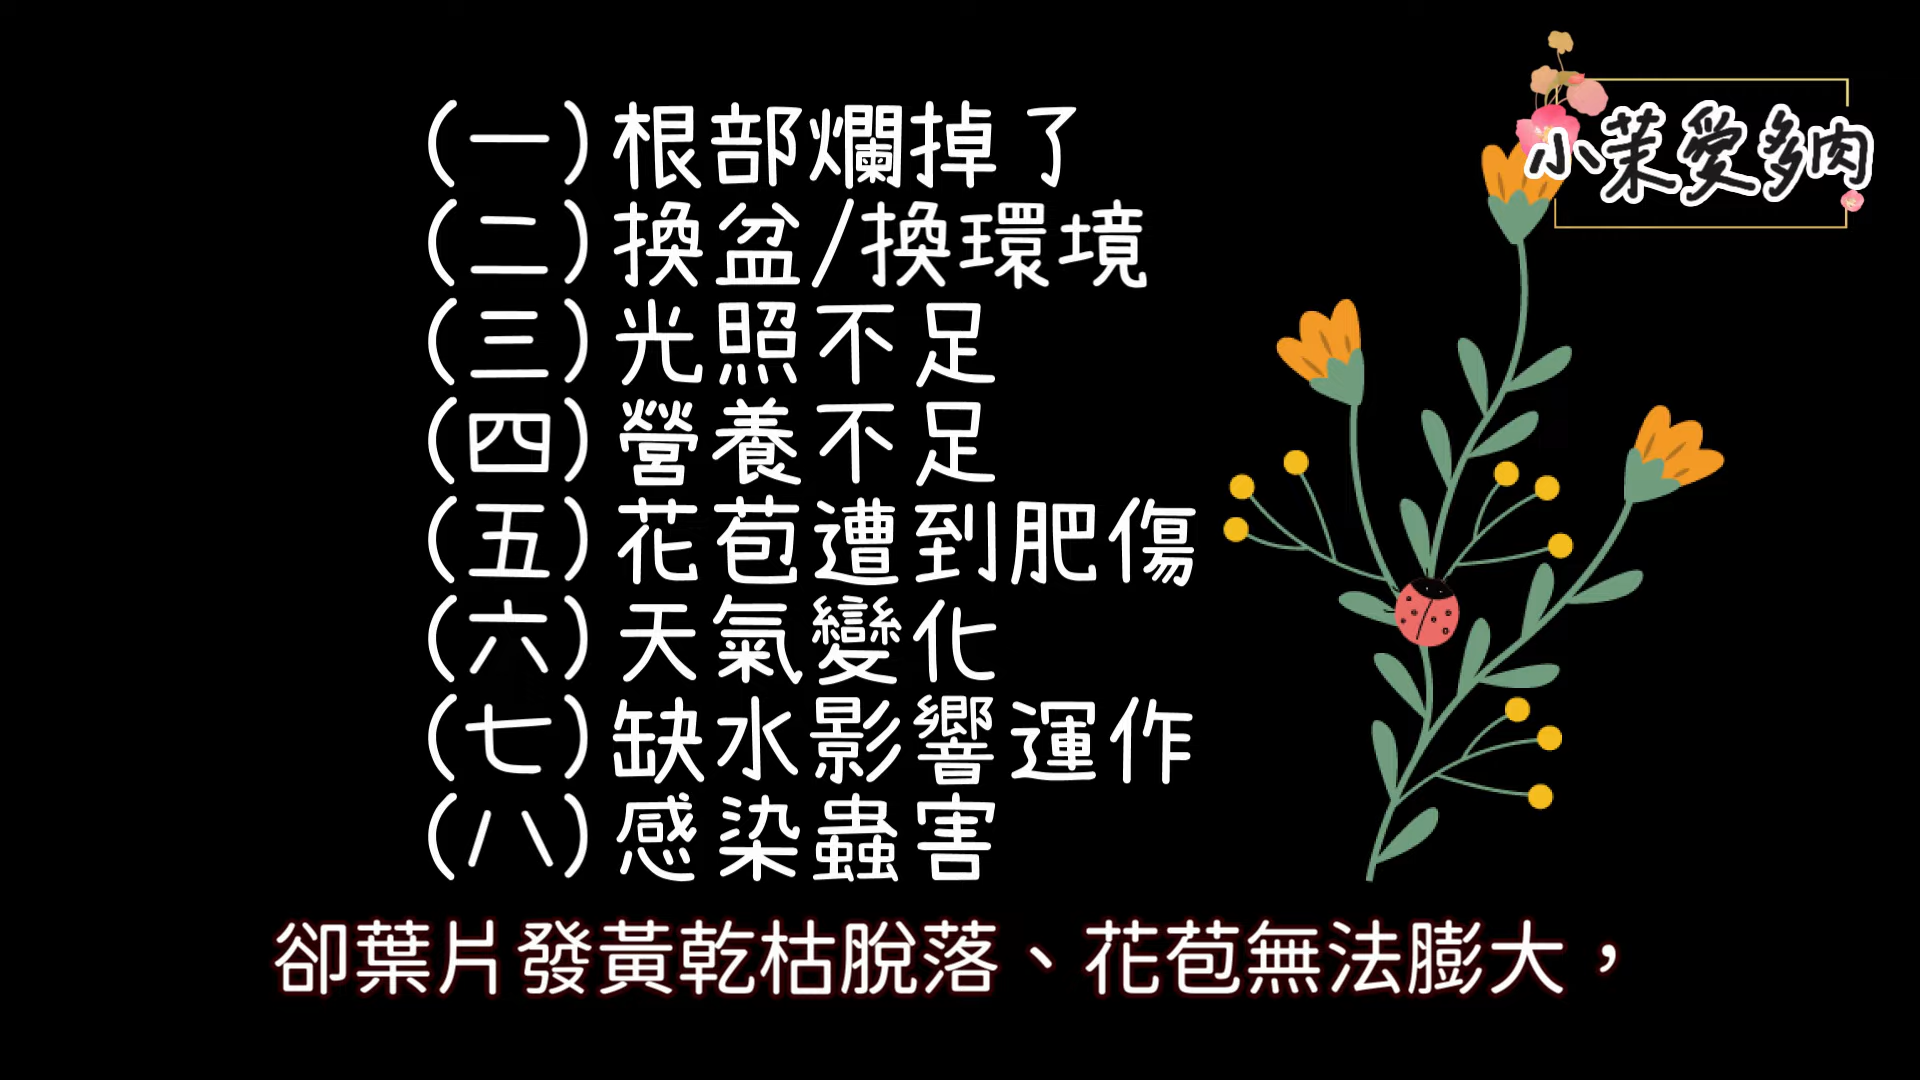 小茉愛多肉
(一)根部爛掉了
(二)換盆/換環境
(三)光照不足
(四)營養不足
(五)花苞遭到肥傷
(六)天氣變化
(七)缺水影響運作
(八)感染蟲害
卻葉片發黃乾枯脫落、花苞無法膨大，